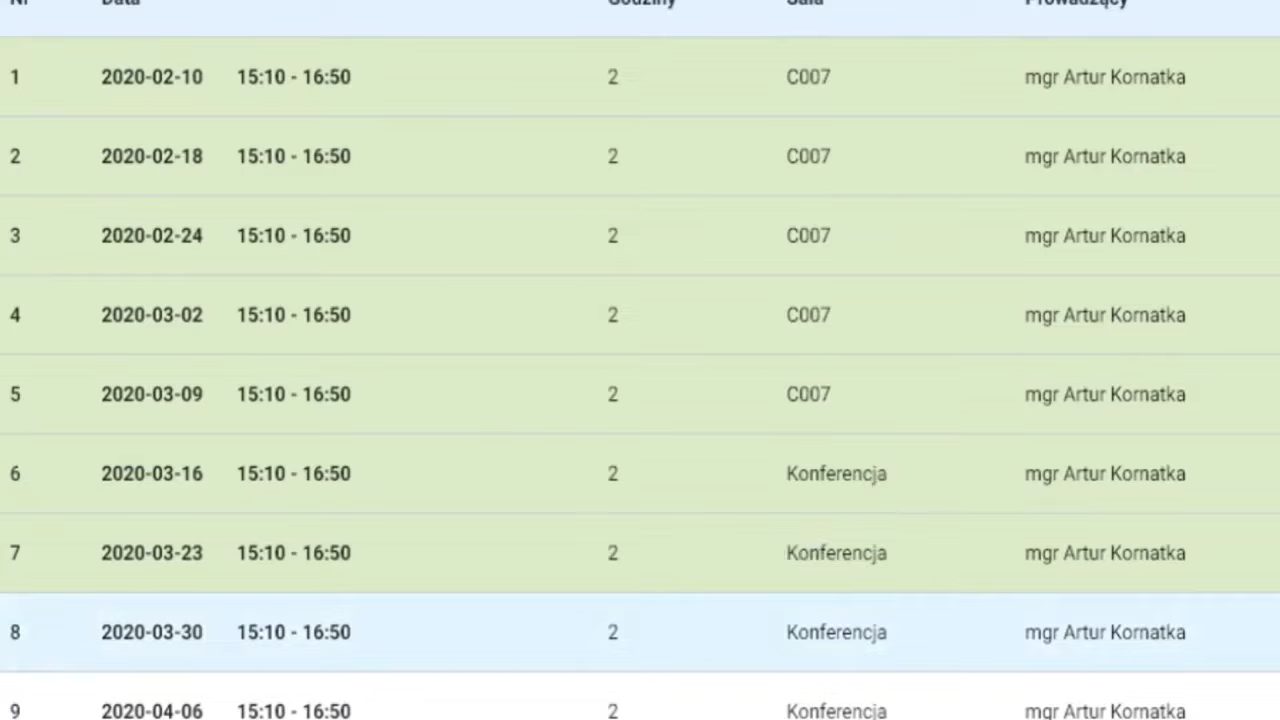 Nr Data Godziny Sala Prowadzący
1 2020-02-10 15:10 - 16:50 2 C007 mgr Artur Kornatka
2 2020-02-18 15:10 - 16:50 2 C007 mgr Artur Kornatka
3 2020-02-24 15:10 - 16:50 2 C007 mgr Artur Kornatka
4 2020-03-02 15:10 - 16:50 2 C007 mgr Artur Kornatka
5 2020-03-09 15:10 - 16:50 2 C007 mgr Artur Kornatka
6 2020-03-16 15:10 - 16:50 2 Konferencja mgr Artur Kornatka
7 2020-03-23 15:10 - 16:50 2 Konferencja mgr Artur Kornatka
8 2020-03-30 15:10 - 16:50 2 Konferencja mgr Artur Kornatka
9 2020-04-06 15:10 - 16:50 2 Konferencja mgr Artur Kornatka